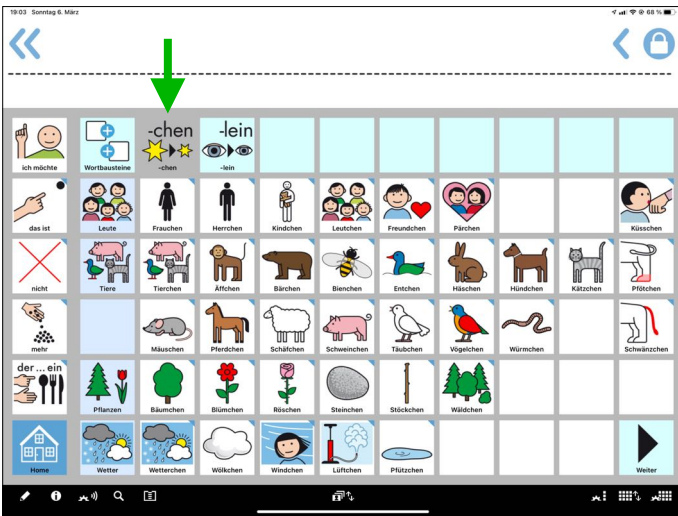 19:03 Sonntag 6. März 68 %
-chen -lein
ich möchte Wortbausteine -chen -lein
das ist Leute Frauchen Herrchen Kindchen Leutchen Freundchen Pärchen Küsschen
nicht Tiere Tierchen Äffchen Bärchen Bienchen Entchen Häschen Hündchen Kätzchen Pfötchen
mehr Mäuschen Pferdchen Schäfchen Schweinchen Täubchen Vögelchen Würmchen Schwänzchen
der ... ein
Pflanzen Bäumchen Blümchen Röschen Steinchen Stöckchen Wäldchen
Home Wetter Wetterchen Wölkchen Windchen Lüftchen Pfützchen Weiter